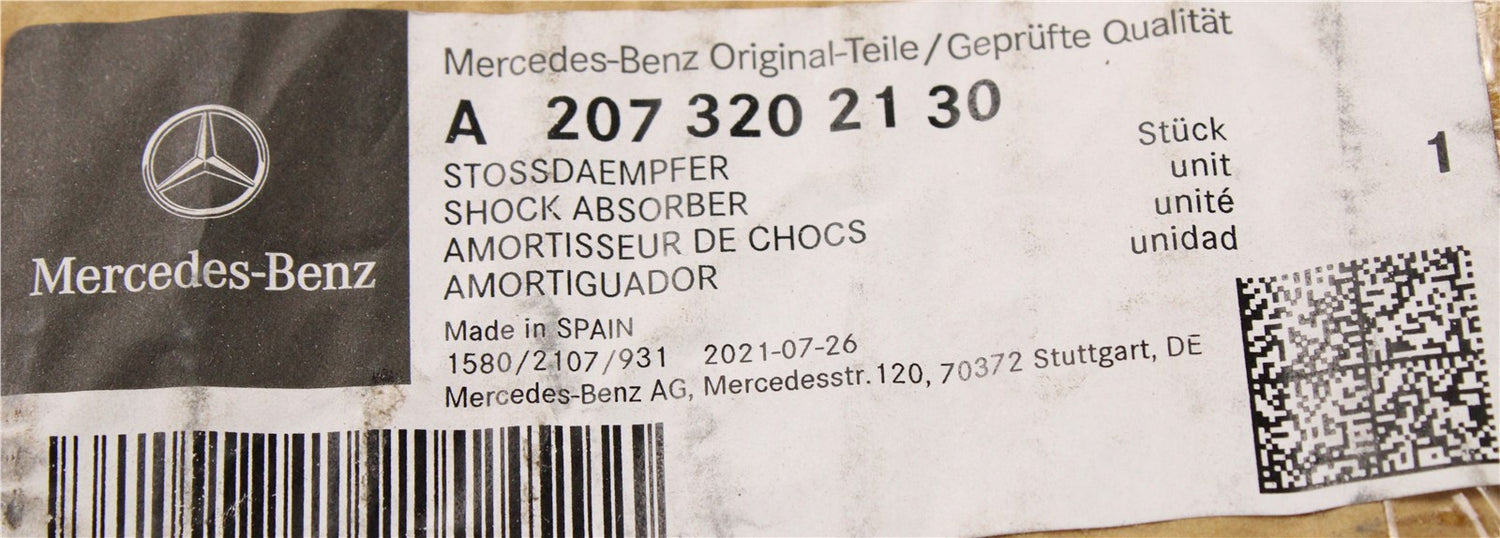 Mercedes-Benz
Mercedes-Benz Original-Teile/Geprüfte Qualität
A 207 320 21 30
STOSSDAEMPFER
SHOCK ABSORBER
AMORTISSEUR DE CHOCS
AMORTIGUADOR
Stück
unit
unité
unidad
1
Made in SPAIN
1580/2107/931 2021-07-26
Mercedes-Benz AG, Mercedesstr.120, 70372 Stuttgart, DE